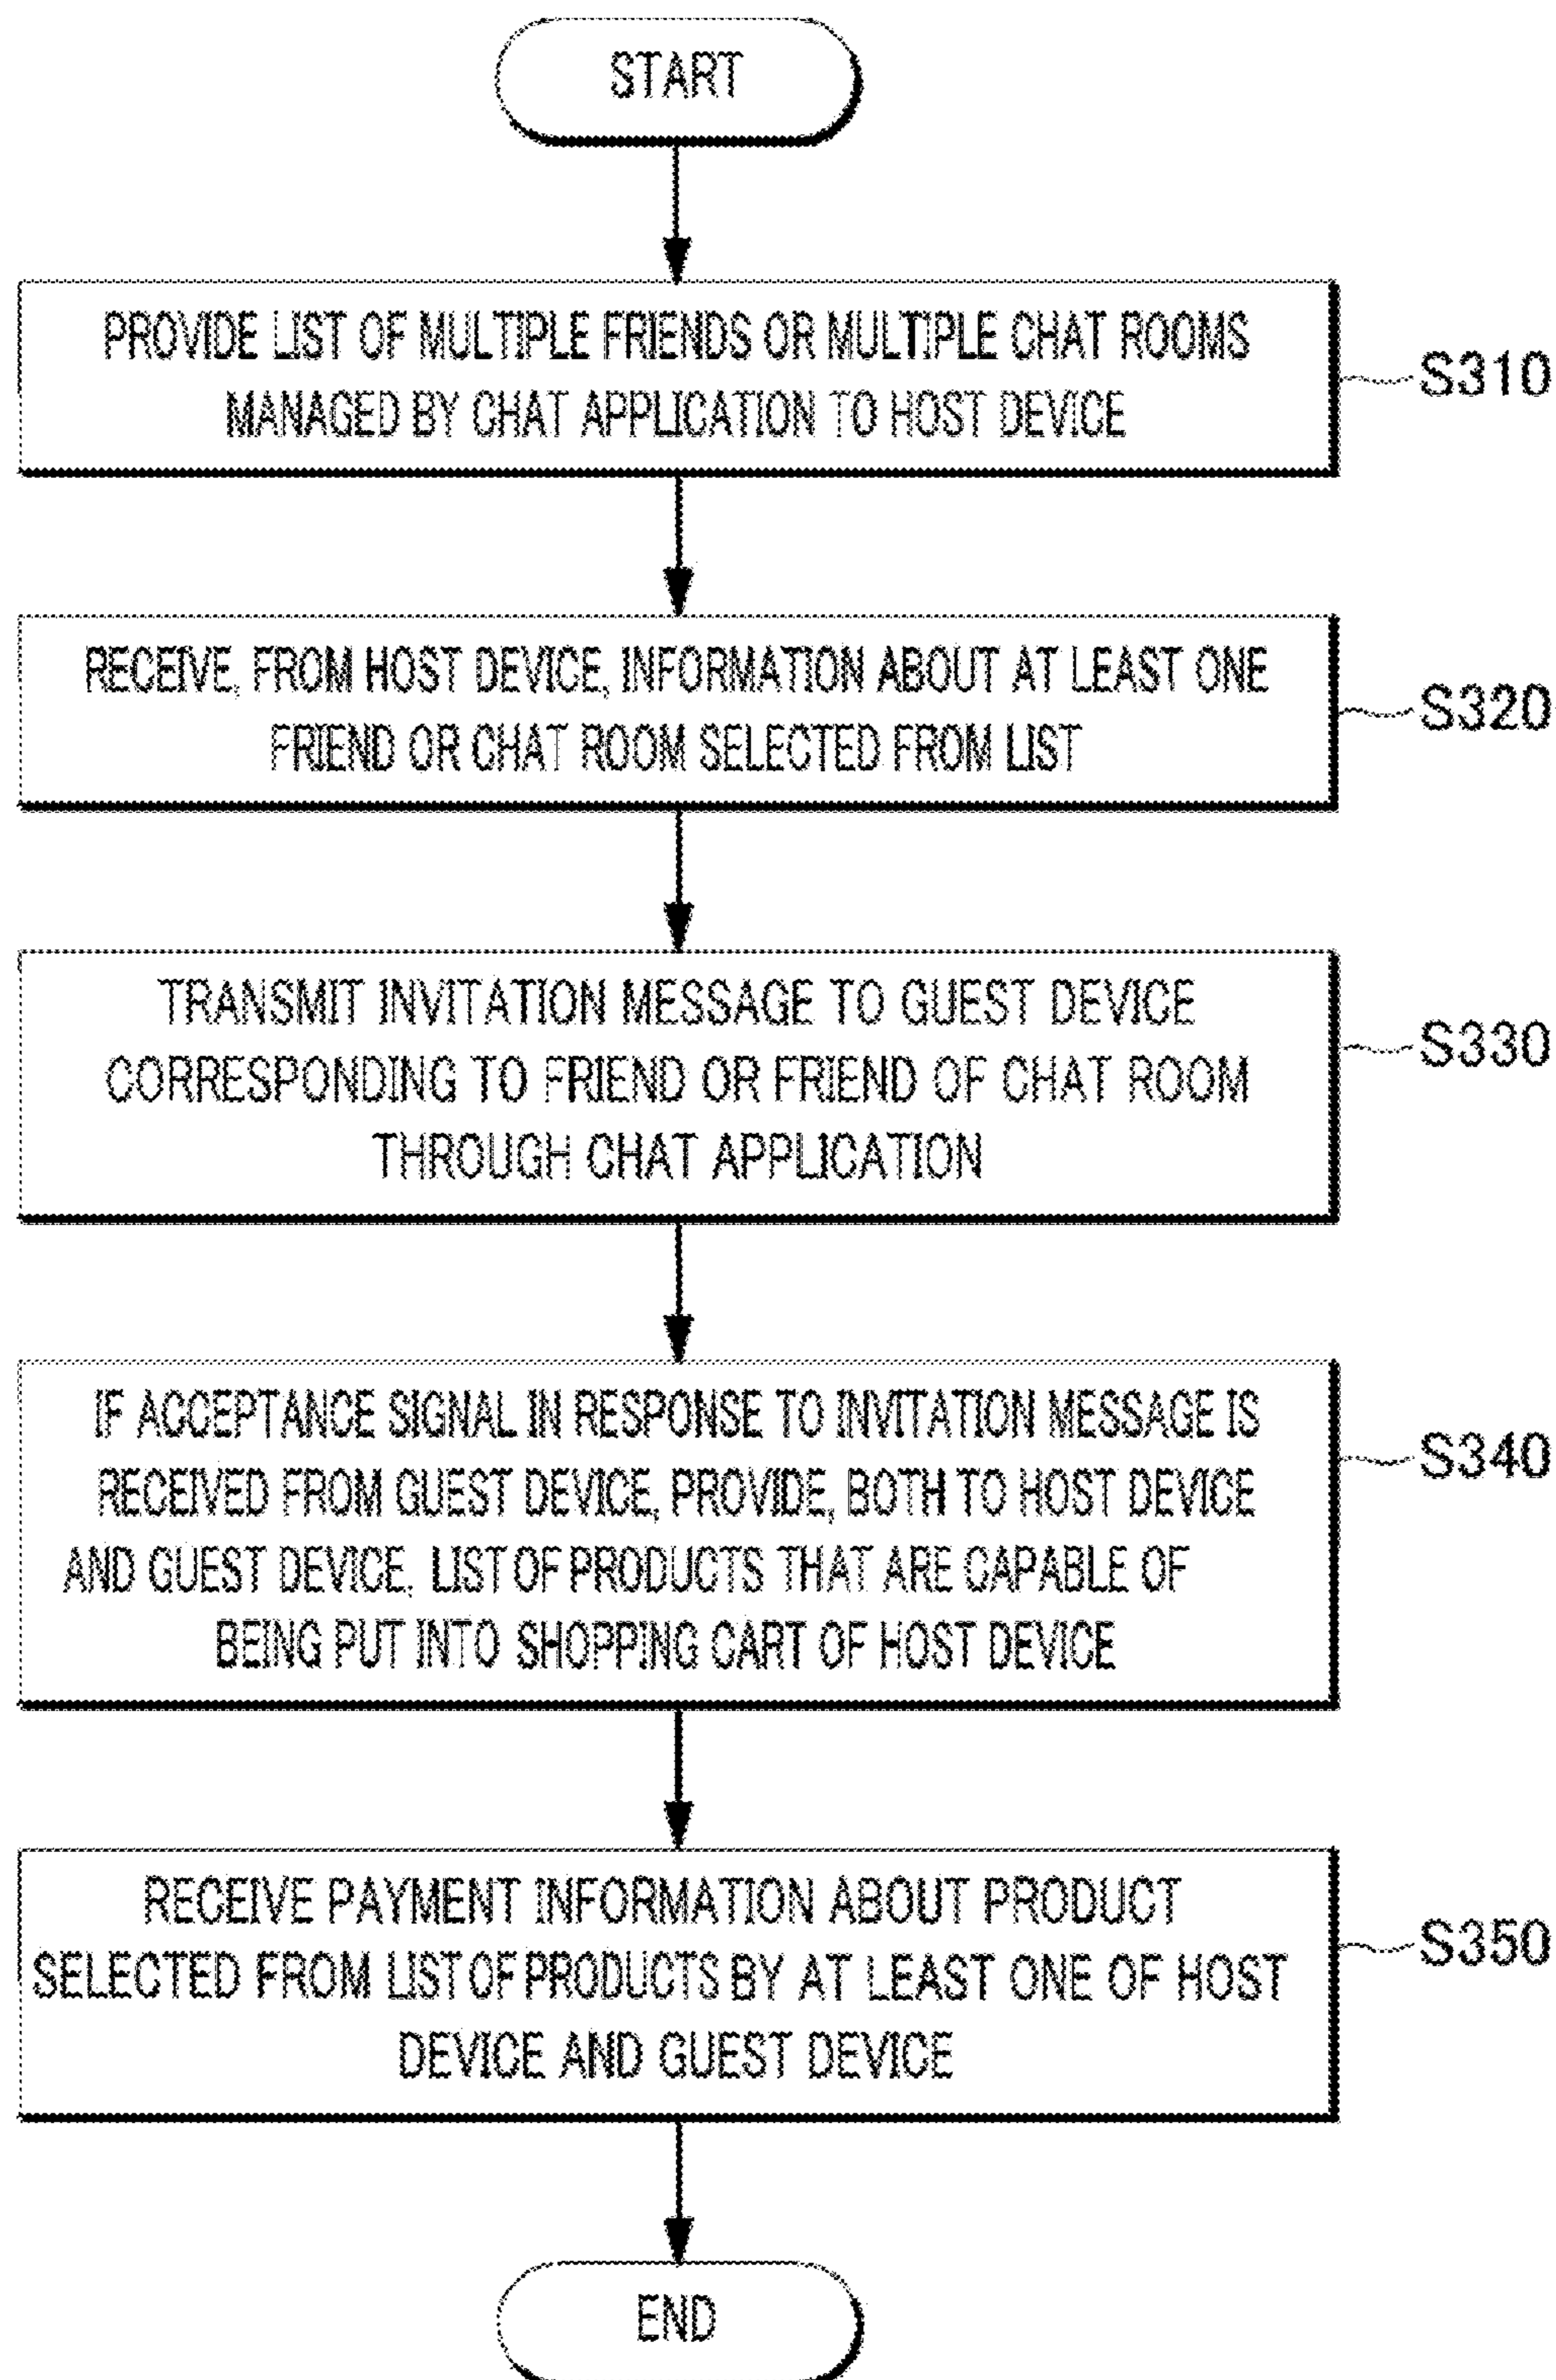 START
PROVIDE LIST OF MULTIPLE FRIENDS OR MULTIPLE CHAT ROOMS
MANAGED BY CHAT APPLICATION TO HOST DEVICE
S310
RECEIVE, FROM HOST DEVICE, INFORMATION ABOUT AT LEAST ONE
FRIEND OR CHAT ROOM SELECTED FROM LIST
S320
TRANSMIT INVITATION MESSAGE TO GUEST DEVICE
CORRESPONDING TO FRIEND OR FRIEND OF CHAT ROOM
THROUGH CHAT APPLICATION
S330
IF ACCEPTANCE SIGNAL IN RESPONSE TO INVITATION MESSAGE IS
RECEIVED FROM GUEST DEVICE, PROVIDE, BOTH TO HOST DEVICE
AND GUEST DEVICE, LIST OF PRODUCTS THAT ARE CAPABLE OF
BEING PUT INTO SHOPPING CART OF HOST DEVICE
S340
RECEIVE PAYMENT INFORMATION ABOUT PRODUCT
SELECTED FROM LIST OF PRODUCTS BY AT LEAST ONE OF HOST
DEVICE AND GUEST DEVICE
S350
END